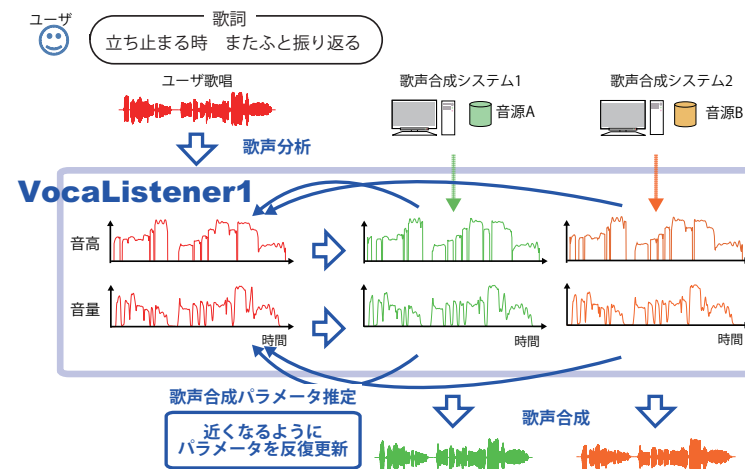 ユーザ
歌詞
立ち止まる時　またふと振り返る
ユーザ歌唱
歌声合成システム1
歌声合成システム2
音源A
音源B
歌声分析
VocaListener1
音高
音量
時間
時間
時間
歌声合成パラメータ推定
近くなるように
パラメータを反復更新
歌声合成